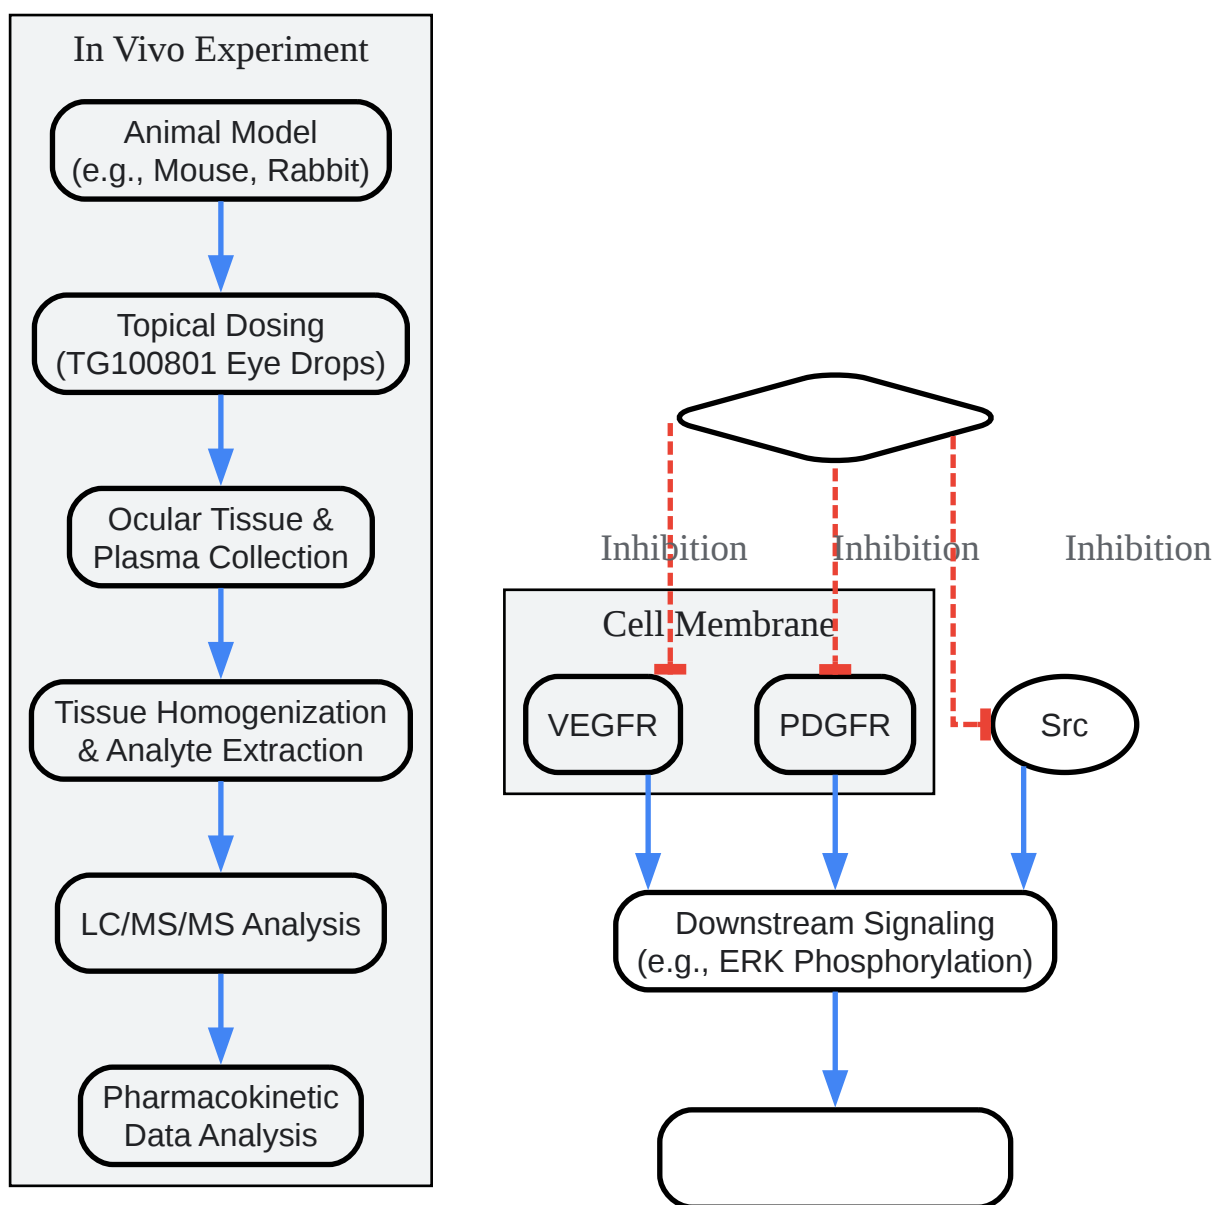 In Vivo Experiment
Animal Model
(e.g., Mouse, Rabbit)
Topical Dosing
(TG100801 Eye Drops)
Ocular Tissue &
Plasma Collection
Tissue Homogenization
& Analyte Extraction
LC/MS/MS Analysis
Pharmacokinetic
Data Analysis
Inhibition
Inhibition
Inhibition
Cell Membrane
VEGFR
PDGFR
Src
Downstream Signaling
(e.g., ERK Phosphorylation)